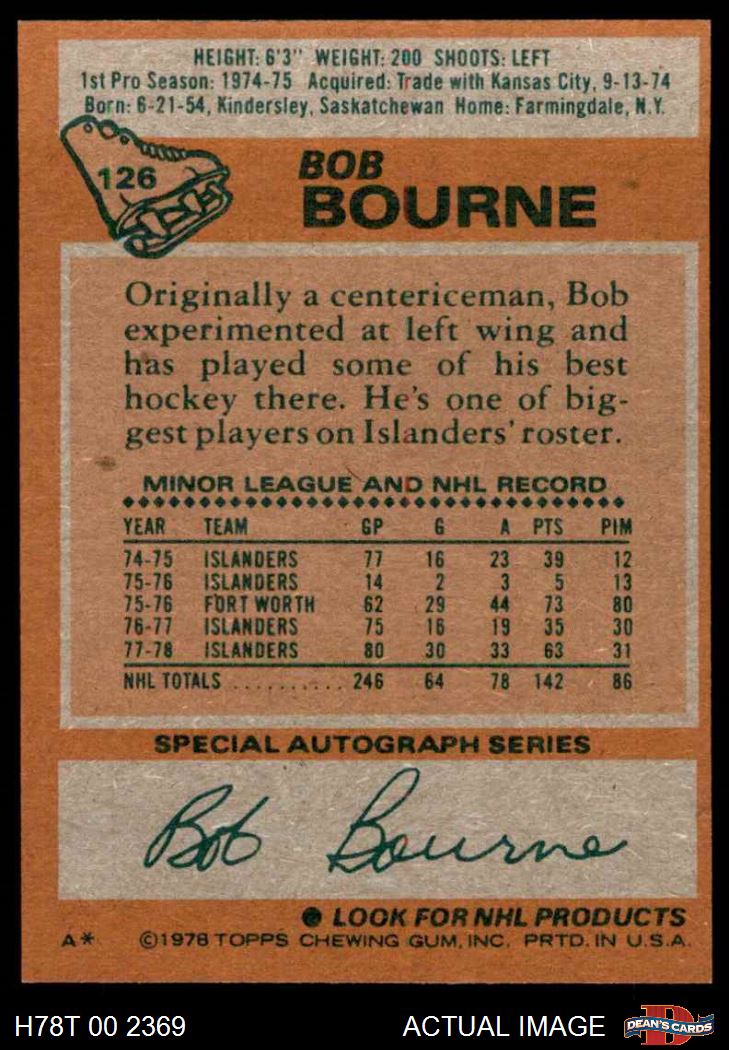 HEIGHT: 6'3" WEIGHT: 200 SHOOTS: LEFT
1st Pro Season: 1974-75 Acquired: Trade with Kansas City, 9-13-74
Born: 6-21-54, Kindersley, Saskatchewan Home: Farmingdale, N.Y.
126
BOB
BOURNE
Originally a centericeman, Bob
experimented at left wing and
has played some of his best
hockey there. He's one of big-
gest players on Islanders' roster.
MINOR LEAGUE AND NHL RECORD
YEAR TEAM GP G A PTS PIM
74-75 ISLANDERS 77 16 23 39 12
75-76 ISLANDERS 14 2 3 5 13
75-76 FORT WORTH 62 29 44 73 80
76-77 ISLANDERS 75 16 19 35 30
77-78 ISLANDERS 80 30 33 63 31
NHL TOTALS .......... 246 64 78 142 86
SPECIAL AUTOGRAPH SERIES
Bob Bourne
LOOK FOR NHL PRODUCTS
A* ©1978 TOPPS CHEWING GUM, INC. PRTD. IN U.S.A.
H78T 00 2369 ACTUAL IMAGE DEAN'S CARDS